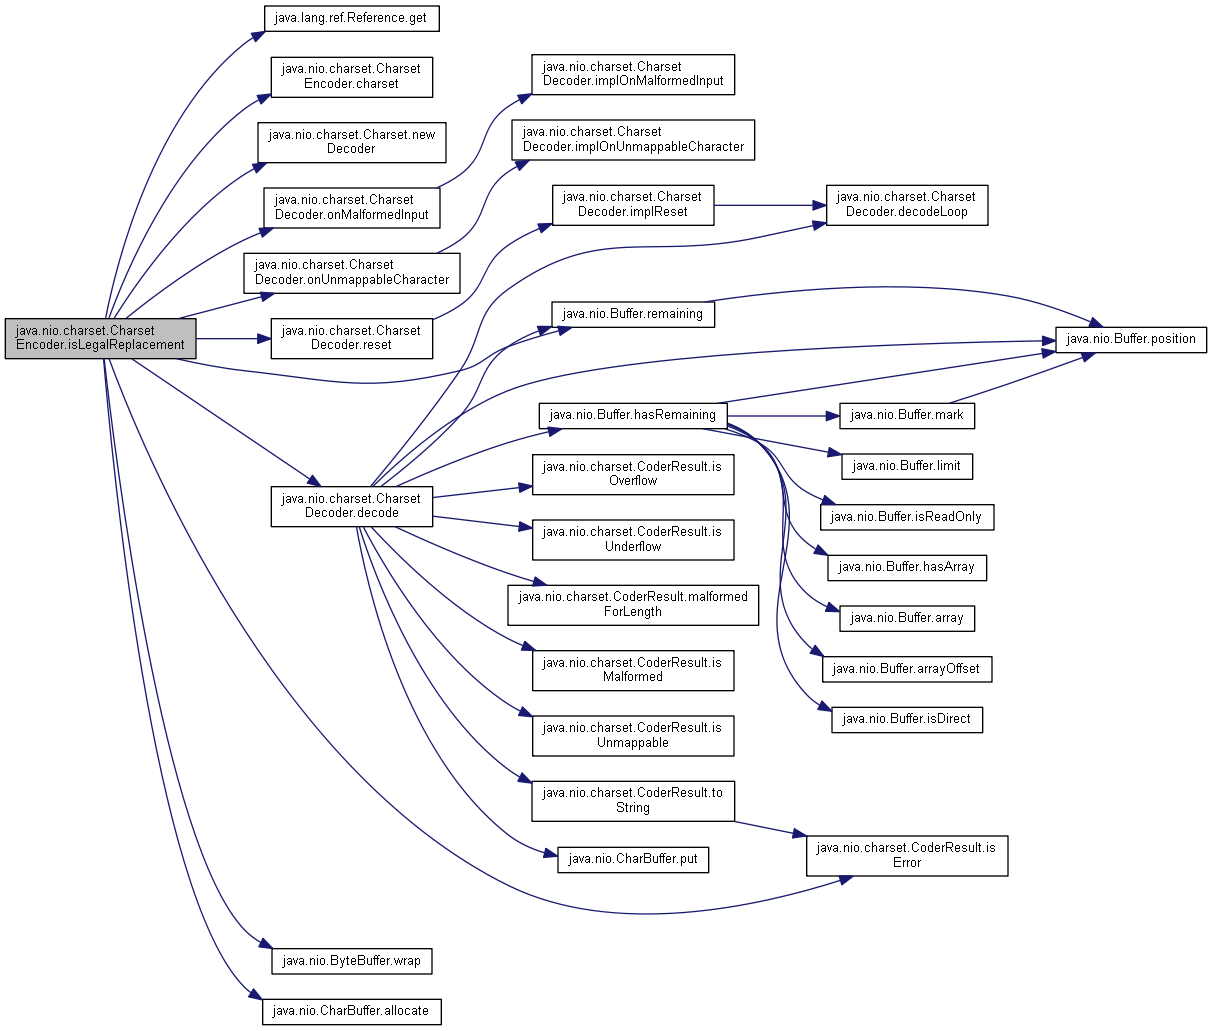 java.lang.ref.Reference.get
java.nio.charset.Charset
Encoder.charset
java.nio.charset.Charset.new
Decoder
java.nio.charset.Charset
Decoder.onMalformedInput
java.nio.charset.Charset
Decoder.onUnmappableCharacter
java.nio.charset.Charset
Encoder.isLegalReplacement
java.nio.charset.Charset
Decoder.reset
java.nio.charset.Charset
Decoder.decode
java.nio.ByteBuffer.wrap
java.nio.CharBuffer.allocate
java.nio.charset.Charset
Decoder.implOnMalformedInput
java.nio.charset.Charset
Decoder.implOnUnmappableCharacter
java.nio.charset.Charset
Decoder.implReset
java.nio.Buffer.remaining
java.nio.Buffer.hasRemaining
java.nio.charset.CoderResult.is
Overflow
java.nio.charset.CoderResult.is
Underflow
java.nio.charset.CoderResult.malformed
ForLength
java.nio.charset.CoderResult.is
Malformed
java.nio.charset.CoderResult.is
Unmappable
java.nio.charset.CoderResult.to
String
java.nio.CharBuffer.put
java.nio.charset.Charset
Decoder.decodeLoop
java.nio.Buffer.position
java.nio.Buffer.mark
java.nio.Buffer.limit
java.nio.Buffer.isReadOnly
java.nio.Buffer.hasArray
java.nio.Buffer.array
java.nio.Buffer.arrayOffset
java.nio.Buffer.isDirect
java.nio.charset.CoderResult.is
Error